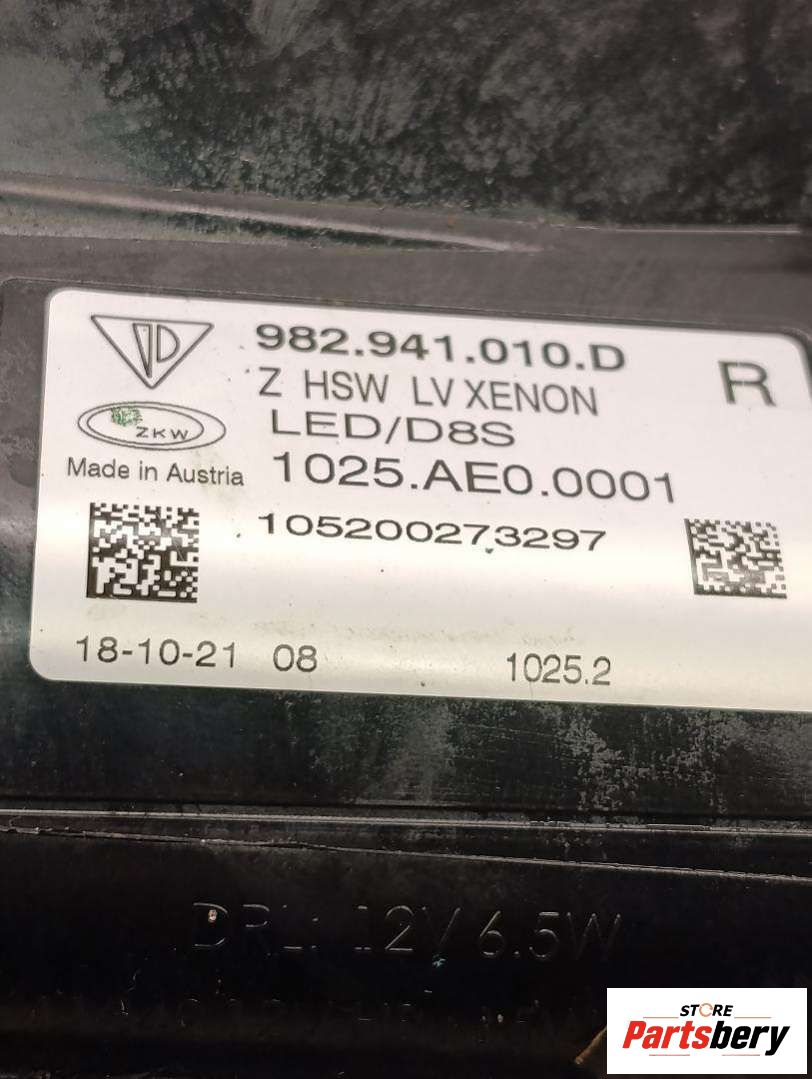 982.941.010.D
R
Z HSW LV XENON
ZKW
LED/D8S
Made in Austria
1025.AE0.0001
105200273297
18-10-21 08
1025.2
DRL: 12V 6.5W
STORE
Partsbery